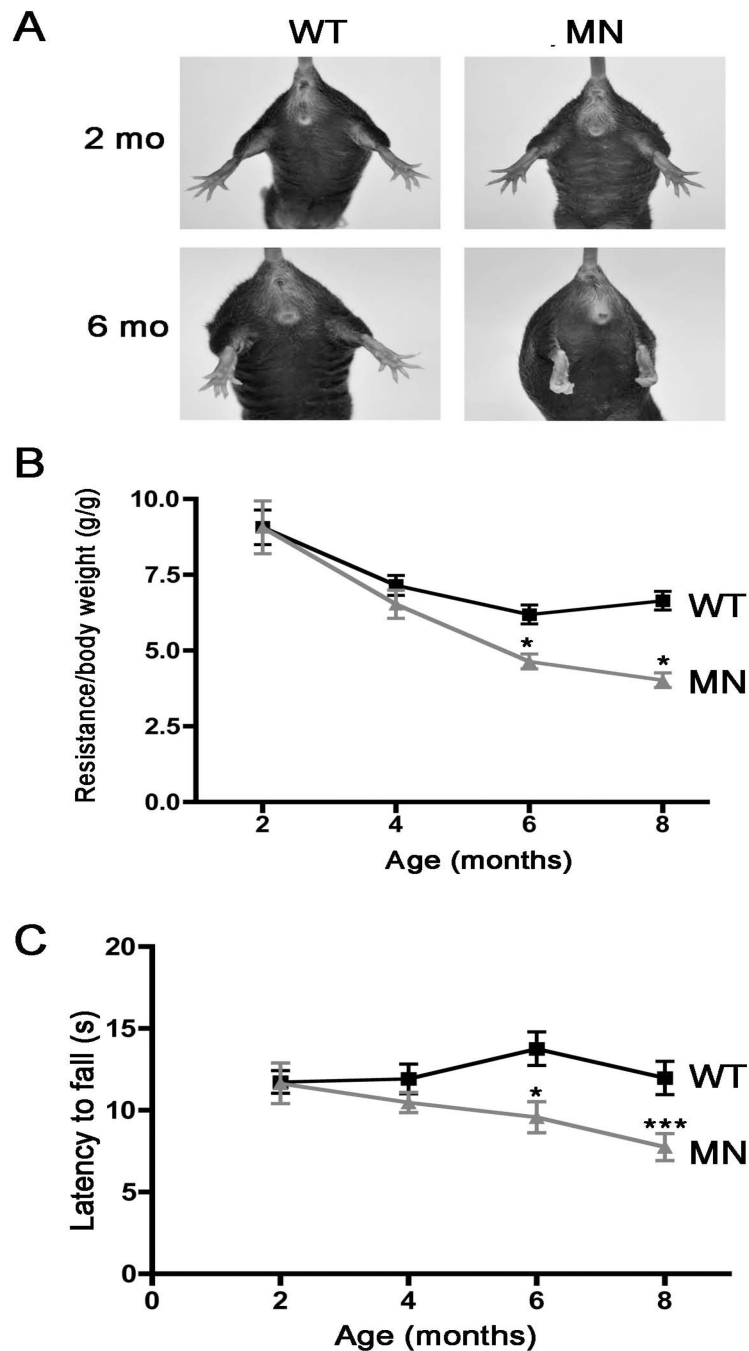 A
WT MN
2 mo
6 mo
B
Resistance/body weight (g/g)
10.0
7.5
5.0
2.5
0.0
2 4 6 8
Age (months)
WT
MN
*
*
C
Latency to fall (s)
20
15
10
5
0
0 2 4 6 8
Age (months)
WT
MN
*
***